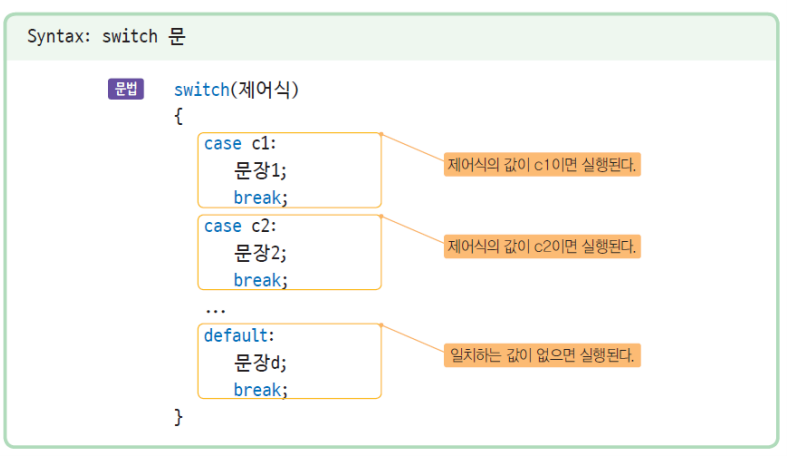 Syntax: switch 문
문법 switch(제어식)
{
case c1:
제어식의 값이 c1이면 실행된다.
문장1;
break;
case c2:
제어식의 값이 c2이면 실행된다.
문장2;
break;
...
default:
일치하는 값이 없으면 실행된다.
문장d;
break;
}